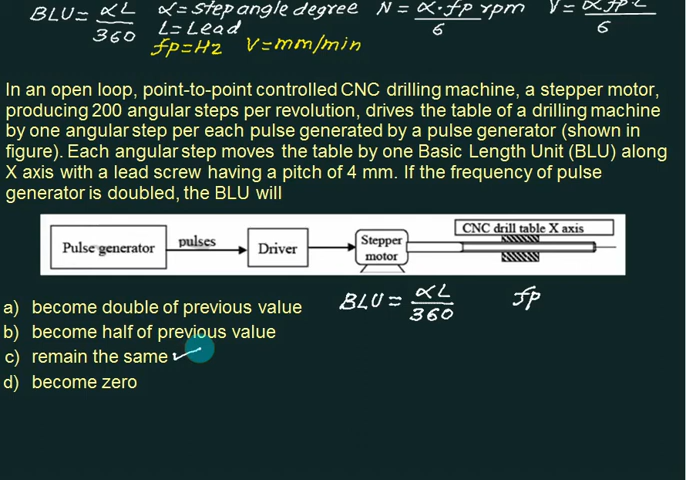 BLU = αL/360 α = step angle degree N = α·fp/6 rpm V = α fp L/6
L = Lead
fp = Hz V = mm/min
In an open loop, point-to-point controlled CNC drilling machine, a stepper motor,
producing 200 angular steps per revolution, drives the table of a drilling machine
by one angular step per each pulse generated by a pulse generator (shown in
figure). Each angular step moves the table by one Basic Length Unit (BLU) along
X axis with a lead screw having a pitch of 4 mm. If the frequency of pulse
generator is doubled, the BLU will
CNC drill table X axis
Pulse generator pulses Driver Stepper
motor
a) become double of previous value BLU = αL/360 fp
b) become half of previous value
c) remain the same
d) become zero